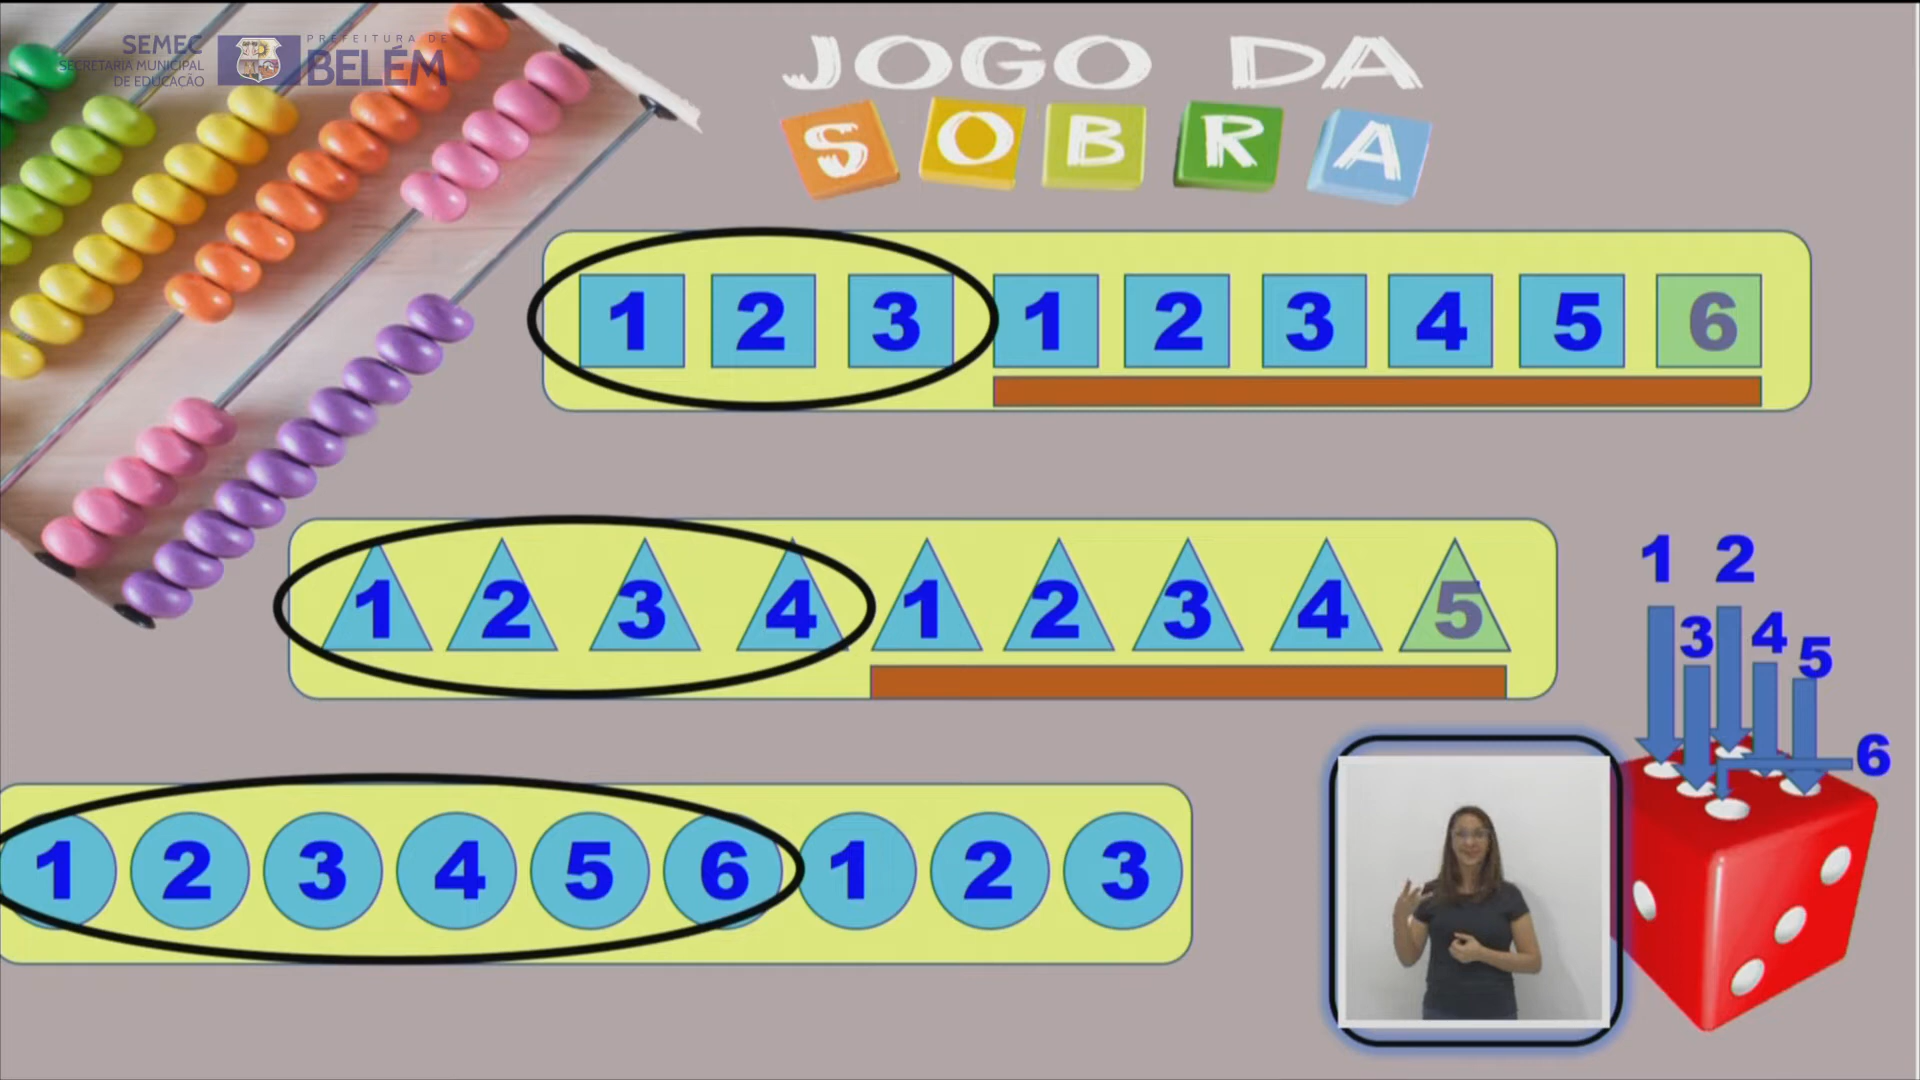 SEMEC
SECRETARIA MUNICIPAL
DE EDUCAÇÃO
PREFEITURA DE
BELÉM
JOGO DA
SOBRA
1 2 3 1 2 3 4 5 6
1 2 3 4 1 2 3 4 5
1 2
3 4 5
6
1 2 3 4 5 6 1 2 3